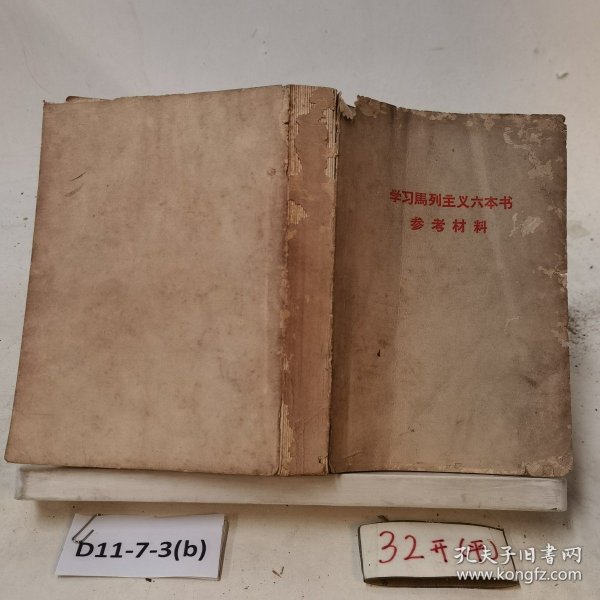 学习馬列主义六本书
参考材料
D11-7-3(b)
32开(平)
孔夫子旧书网
www.kongfz.com